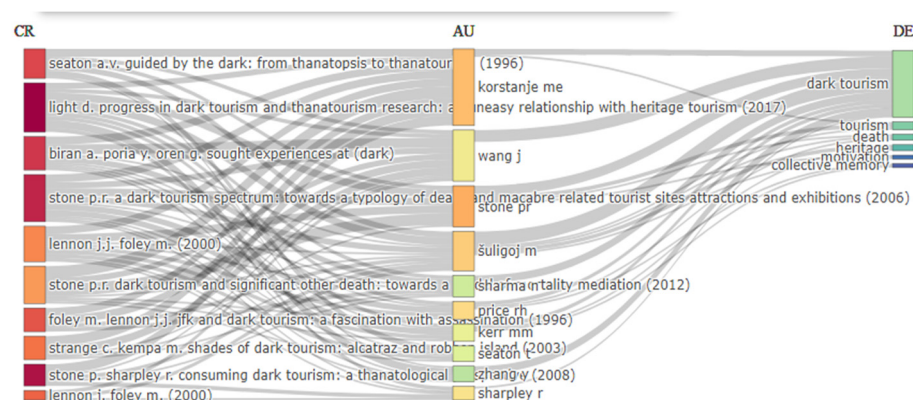 CR
AU
DE
seaton a.v. guided by the dark: from thanatopsis to thanatour (1996)
light d. progress in dark tourism and thanatourism research: a uneasy relationship with heritage tourism (2017)
biran a. poria y. oren g. sought experiences at (dark)
stone p.r. a dark tourism spectrum: towards a typology of dea and macabre related tourist sites attractions and exhibitions (2006)
lennon j.j. foley m. (2000)
stone p.r. dark tourism and significant other death: towards a mortality mediation (2012)
foley m. lennon j.j. jfk and dark tourism: a fascination with assassination (1996)
strange c. kempa m. shades of dark tourism: alcatraz and robben island (2003)
stone p. sharpley r. consuming dark tourism: a thanatological (2008)
lennon j. foley m. (2000)
korstanje me
wang j
stone pr
šuligoj m
sharma
price rh
kerr mm
seaton t
zhang y
sharpley r
dark tourism
tourism
death
heritage
motivation
collective memory